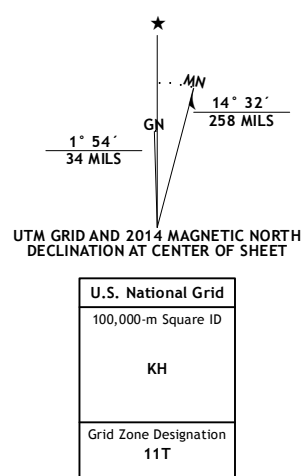 MN
GN
14° 32´
258 MILS
1° 54´
34 MILS
UTM GRID AND 2014 MAGNETIC NORTH
DECLINATION AT CENTER OF SHEET
U.S. National Grid
100,000-m Square ID
KH
Grid Zone Designation
11T